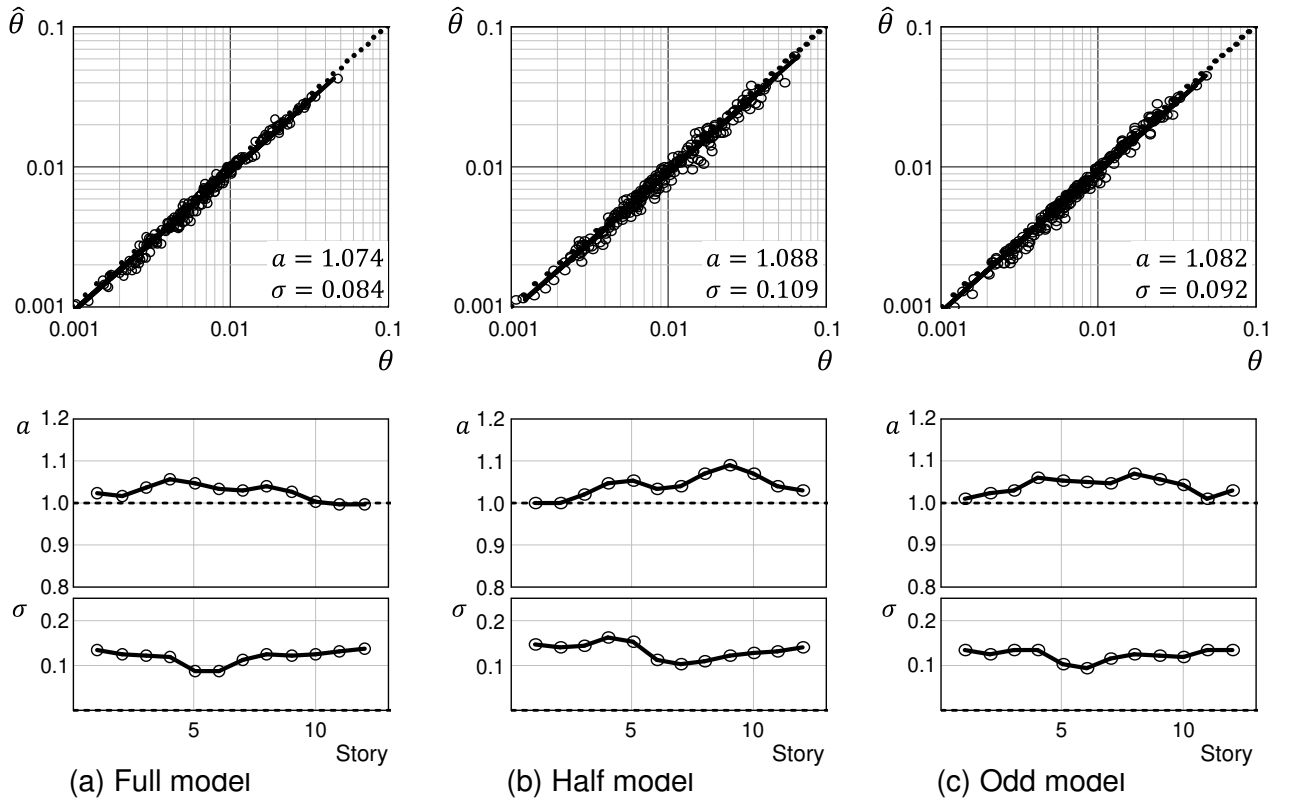 θ̂
0.1
0.01
0.001
0.001
0.01
0.1
θ
a = 1.074
σ = 0.084
θ̂
0.1
0.01
0.001
0.001
0.01
0.1
θ
a = 1.088
σ = 0.109
θ̂
0.1
0.01
0.001
0.001
0.01
0.1
θ
a = 1.082
σ = 0.092
a
1.2
1.1
1.0
0.9
0.8
σ
0.2
0.1
5
10
Story
(a) Full model
a
1.2
1.1
1.0
0.9
0.8
σ
0.2
0.1
5
10
Story
(b) Half model
a
1.2
1.1
1.0
0.9
0.8
σ
0.2
0.1
5
10
Story
(c) Odd model